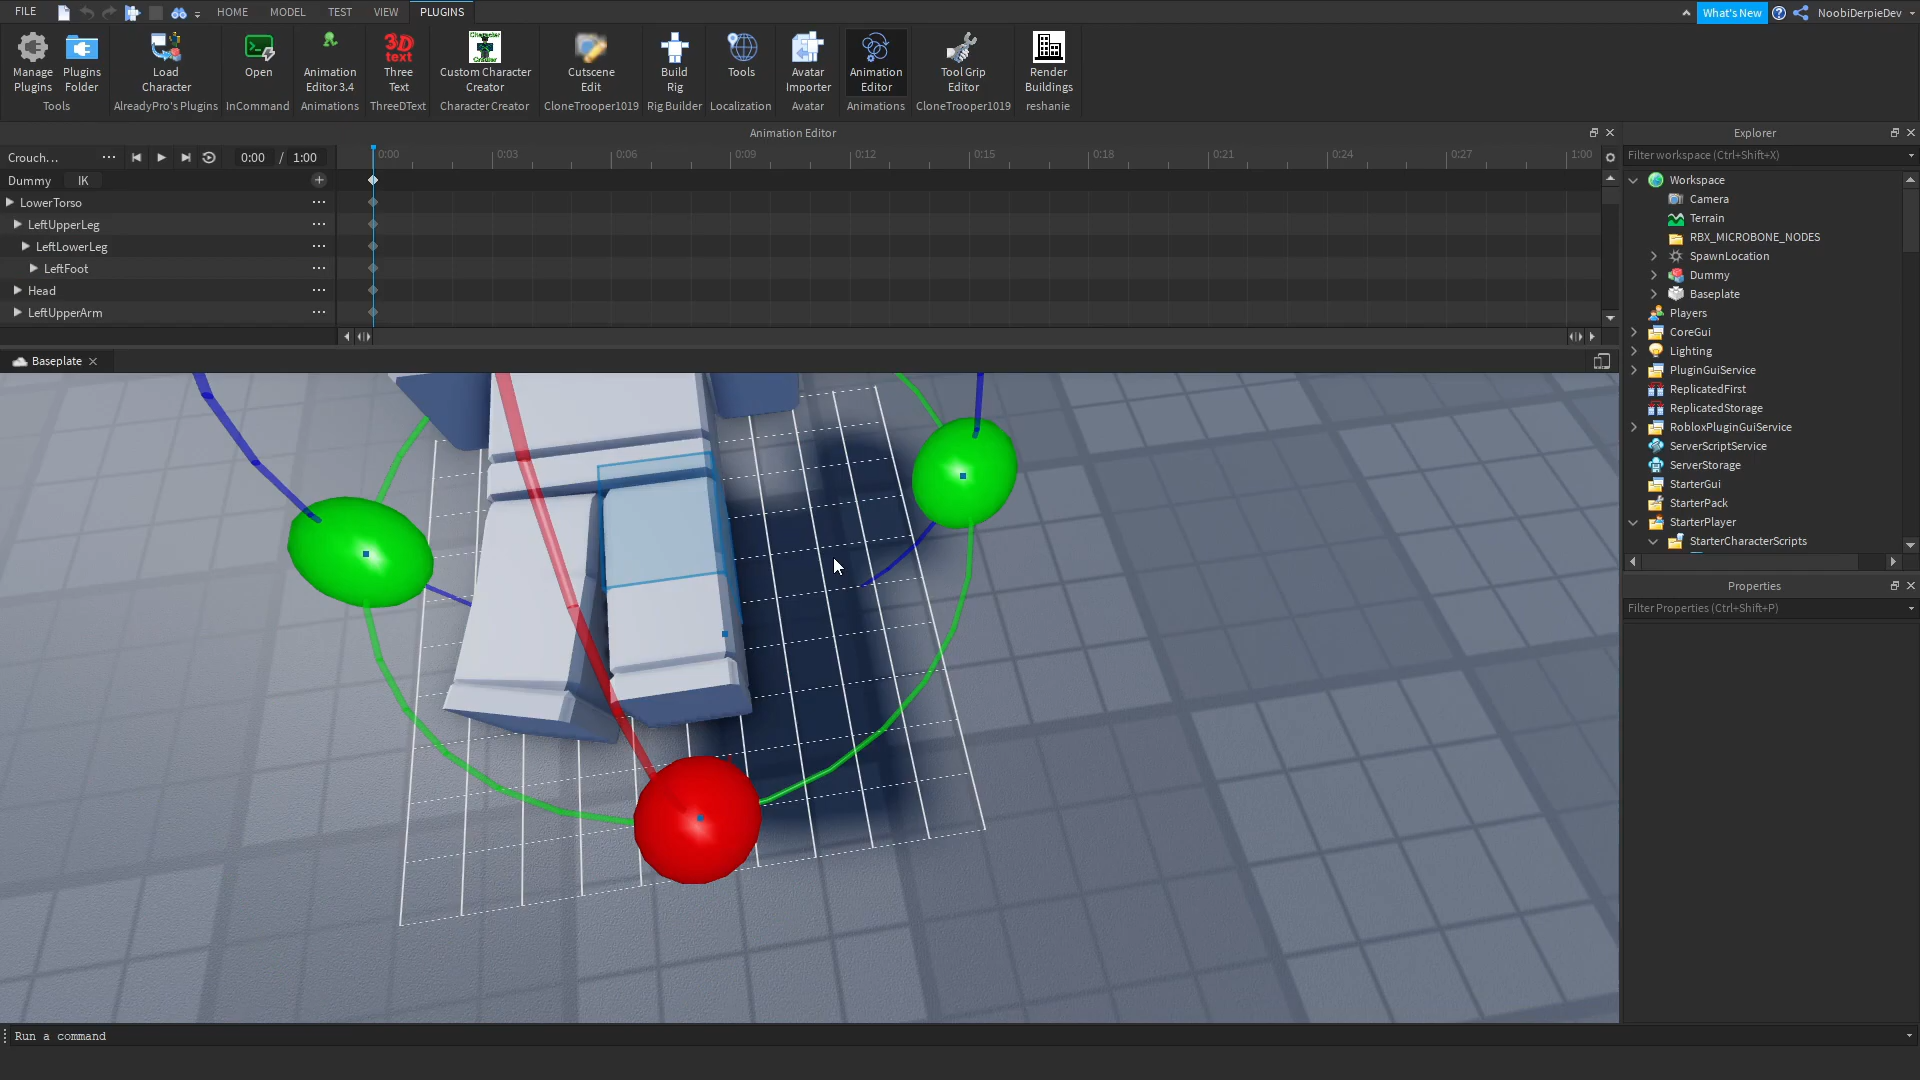 FILE HOME MODEL TEST VIEW PLUGINS What's New NoobiDerpieDev
Manage Plugins
Plugins Folder
Tools
Load Character
AlreadyPro's Plugins
Open
InCommand
Animation Editor 3.4
Animations
3D text
Three Text
ThreeDText
Character Creator
Custom Character Creator
Character Creator
Cutscene Edit
CloneTrooper1019
Build Rig
Rig Builder
Tools
Localization
Avatar Importer
Avatar
Animation Editor
Animations
Tool Grip Editor
CloneTrooper1019
Render Buildings
reshanie
Animation Editor
Crouch... 0:00 / 1:00 0:00 0:03 0:06 0:09 0:12 0:15 0:18 0:21 0:24 0:27 1:00
Dummy IK
LowerTorso
LeftUpperLeg
LeftLowerLeg
LeftFoot
Head
LeftUpperArm
Baseplate
Explorer
Filter workspace (Ctrl+Shift+X)
Workspace
Camera
Terrain
RBX_MICROBONE_NODES
SpawnLocation
Dummy
Baseplate
Players
CoreGui
Lighting
PluginGuiService
ReplicatedFirst
ReplicatedStorage
RobloxPluginGuiService
ServerScriptService
ServerStorage
StarterGui
StarterPack
StarterPlayer
StarterCharacterScripts
Properties
Filter Properties (Ctrl+Shift+P)
Run a command